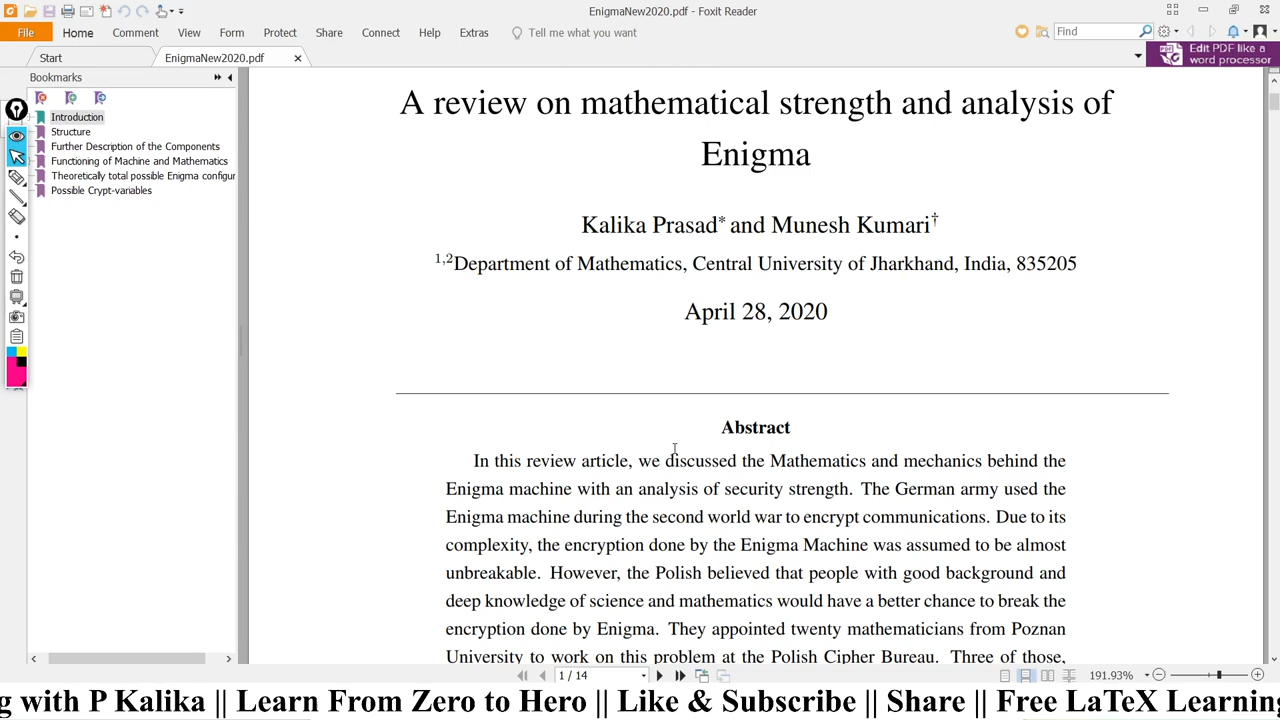 EnigmaNew2020.pdf - Foxit Reader
File Home Comment View Form Protect Share Connect Help Extras Tell me what you want Find
Start EnigmaNew2020.pdf
Edit PDF like a
word processor
Bookmarks
Introduction
Structure
Further Description of the Components
Functioning of Machine and Mathematics
Theoretically total possible Enigma configur
Possible Crypt-variables
A review on mathematical strength and analysis of
Enigma
Kalika Prasad* and Munesh Kumari†
1,2Department of Mathematics, Central University of Jharkhand, India, 835205
April 28, 2020
Abstract
In this review article, we discussed the Mathematics and mechanics behind the
Enigma machine with an analysis of security strength. The German army used the
Enigma machine during the second world war to encrypt communications. Due to its
complexity, the encryption done by the Enigma Machine was assumed to be almost
unbreakable. However, the Polish believed that people with good background and
deep knowledge of science and mathematics would have a better chance to break the
encryption done by Enigma. They appointed twenty mathematicians from Poznan
University to work on this problem at the Polish Cipher Bureau. Three of those,
1 / 14
191.93%
g with P Kalika || Learn From Zero to Hero || Like & Subscribe || Share || Free LaTeX Learning